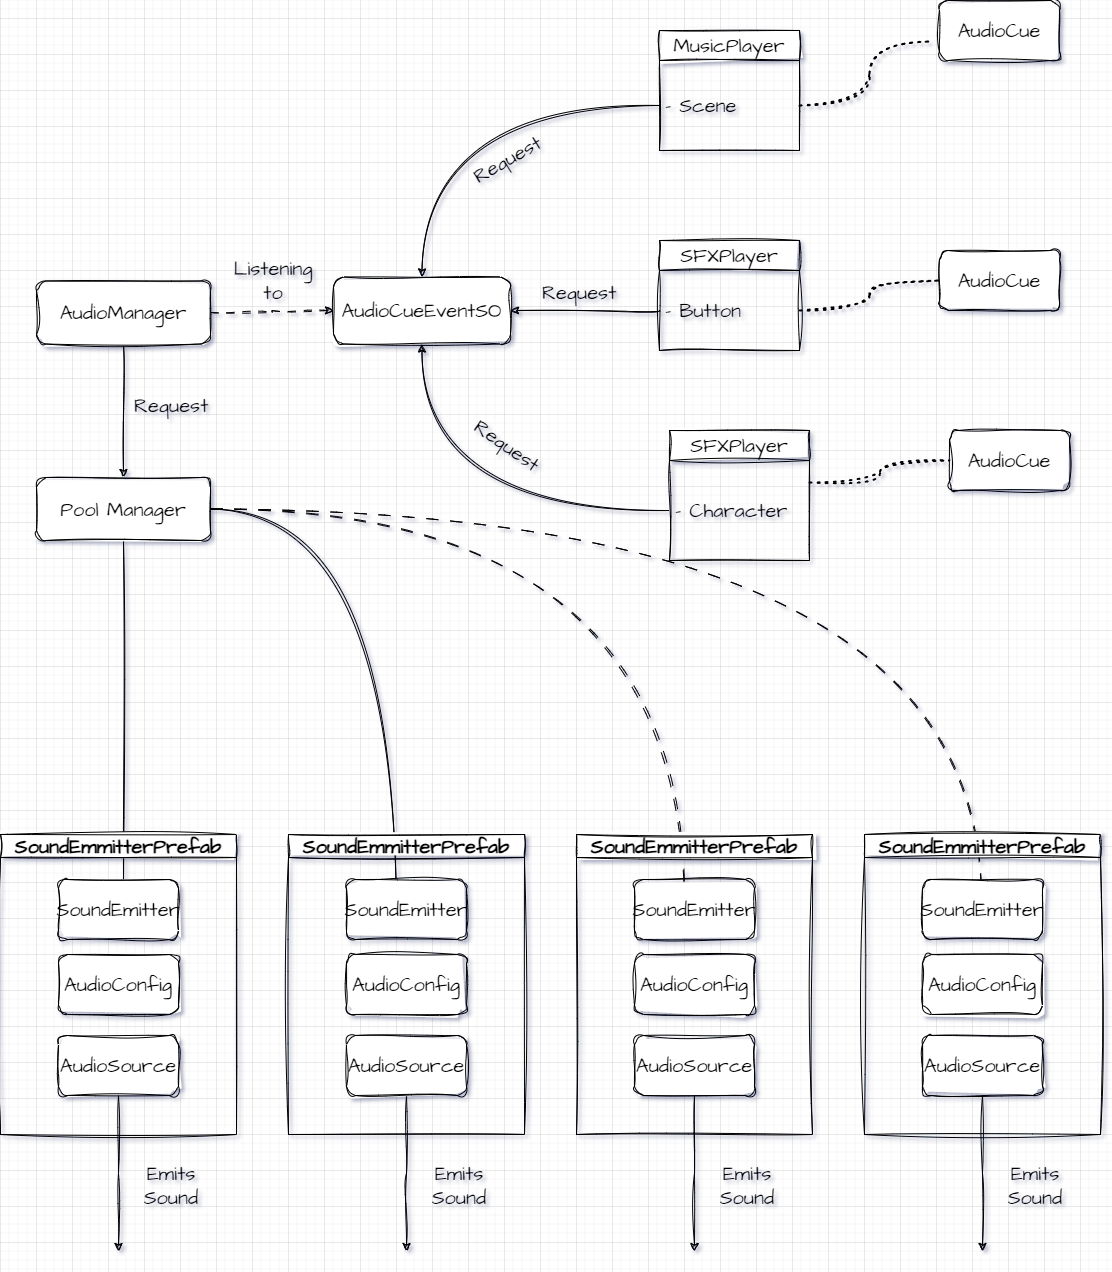 AudioCue
MusicPlayer
- Scene
Request
SFXPlayer
Listening
to
AudioCue
AudioManager
AudioCueEventSO
Request
- Button
Request
Request
SFXPlayer
AudioCue
Pool Manager
- Character
SoundEmmitterPrefab
SoundEmmitterPrefab
SoundEmmitterPrefab
SoundEmmitterPrefab
SoundEmitter
SoundEmitter
SoundEmitter
SoundEmitter
AudioConfig
AudioConfig
AudioConfig
AudioConfig
AudioSource
AudioSource
AudioSource
AudioSource
Emits
Sound
Emits
Sound
Emits
Sound
Emits
Sound